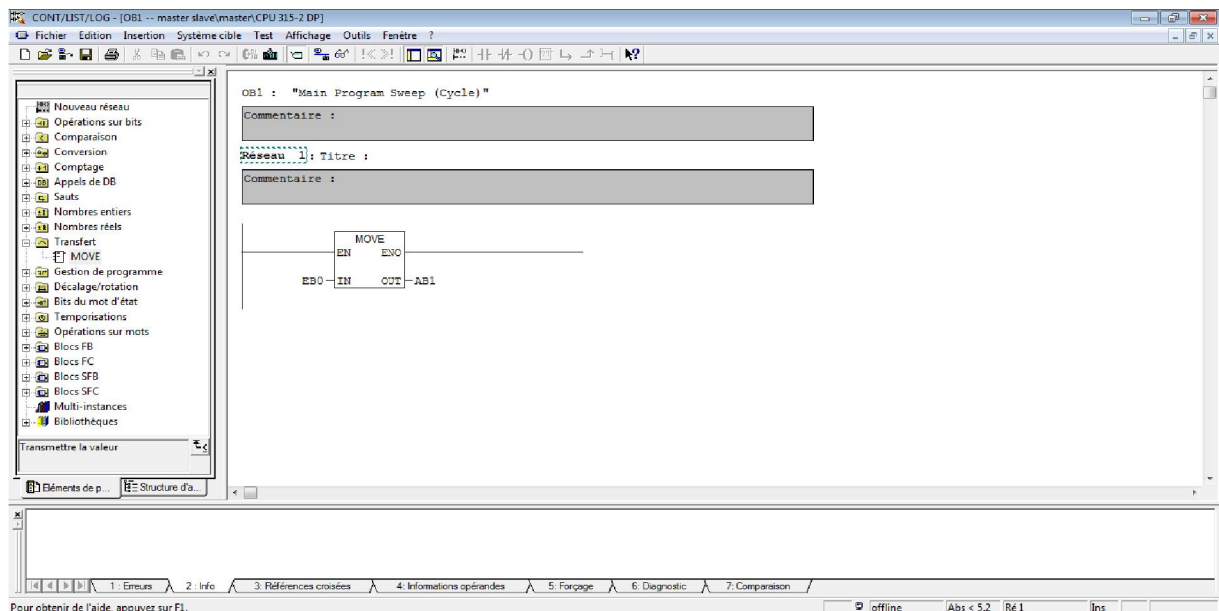 CONT/LIST/LOG - [OB1 -- master slave\master\CPU 315-2 DP]
Fichier Edition Insertion Système cible Test Affichage Outils Fenêtre ?
Nouveau réseau
Opérations sur bits
Comparaison
Conversion
Comptage
Appels de DB
Sauts
Nombres entiers
Nombres réels
Transfert
MOVE
Gestion de programme
Décalage/rotation
Bits du mot d'état
Temporisations
Opérations sur mots
Blocs FB
Blocs FC
Blocs SFB
Blocs SFC
Multi-instances
Bibliothèques
Transmettre la valeur
Eléments de p... Structure d'a...
OB1 : "Main Program Sweep (Cycle)"
Commentaire :
Réseau 1 : Titre :
Commentaire :
MOVE
EN ENO
EB0 IN OUT AB1
1 : Erreurs 2 : Info 3: Références croisées 4: Informations opérandes 5: Forçage 6: Diagnostic 7: Comparaison
Pour obtenir de l'aide, appuyez sur F1. offline Abs < 5.2 Ré 1 Ins